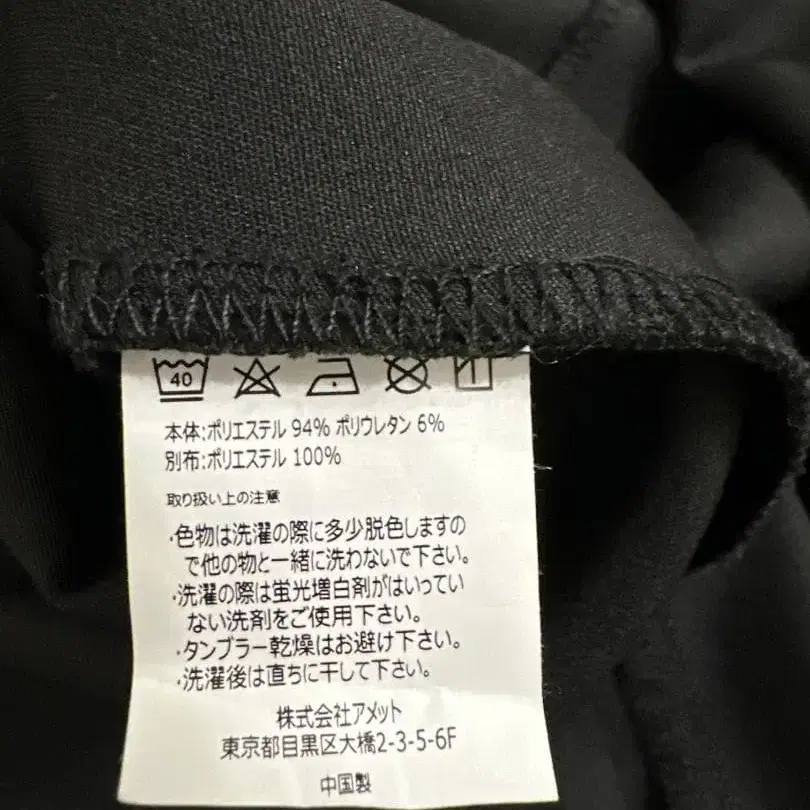 40
本体:ポリエステル 94% ポリウレタン 6%
別布:ポリエステル 100%
取り扱い上の注意
・色物は洗濯の際に多少脱色しますの
で他の物と一緒に洗わないで下さい。
・洗濯の際は蛍光増白剤がはいってい
ない洗剤をご使用下さい。
・タンブラー乾燥はお避け下さい。
・洗濯後は直ちに干して下さい。
株式会社アメット
東京都目黒区大橋2-3-5-6F
中国製